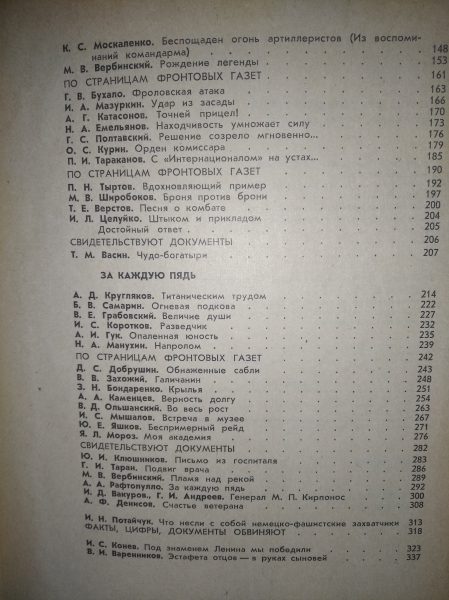 К. С. Москаленко. Беспощаден огонь артиллеристов (Из воспоми-
наний командарма) 148
М. В. Вербинский. Рождение легенды 153
ПО СТРАНИЦАМ ФРОНТОВЫХ ГАЗЕТ 161
Г. В. Бухало. Фроловская атака 163
И. А. Мазуркин. Удар из засады 166
А. Г. Катасонов. Точней прицел! 170
Н. А. Емельянов. Находчивость умножает силу 173
Г. С. Полтавский. Решение созрело мгновенно... 176
О. С. Курин. Орден комиссара 179
П. И. Тараканов. С «Интернационалом» на устах... 185
ПО СТРАНИЦАМ ФРОНТОВЫХ ГАЗЕТ 190
П. Н. Тыртов. Вдохновляющий пример 192
М. В. Широбоков. Броня против брони 197
Т. Е. Верстов. Песня о комбате 200
И. Л. Целуйко. Штыком и прикладом 204
Достойный ответ 205
СВИДЕТЕЛЬСТВУЮТ ДОКУМЕНТЫ 206
Т. М. Васин. Чудо-богатыри 207
ЗА КАЖДУЮ ПЯДЬ
А. Д. Кругляков. Титаническим трудом 214
Б. В. Самарин. Огневая подкова 222
В. Е. Грабовский. Величие души 227
И. С. Коротков. Разведчик 232
А. И. Гук. Опаленная юность 235
Н. А. Манухин. Напролом 239
ПО СТРАНИЦАМ ФРОНТОВЫХ ГАЗЕТ 242
Д. С. Добрушин. Обнаженные сабли 243
В. В. Захожий. Галичанин 248
З. Н. Бондаренко. Крылья 251
А. А. Каменцев. Верность долгу 254
В. Д. Ольшанский. Во весь рост 263
И. С. Мышалов. Встреча в музее 267
Ю. Е. Яшков. Беспримерный рейд 271
Я. Л. Мороз. Моя академия 276
СВИДЕТЕЛЬСТВУЮТ ДОКУМЕНТЫ 282
Ю. И. Клюшников. Письмо из госпиталя 283
Г. И. Таран. Подвиг врача 286
М. В. Вербинский. Пламя над рекой 289
А. А. Рафтопулло. За каждую пядь 292
И. Д. Вакуров, Г. И. Андреев. Генерал М. П. Кирпонос 300
А. Ф. Денисов. Счастье ветерана 308
И. И. Потайчук. Что несли с собой немецко-фашистские захватчики 313
ФАКТЫ, ЦИФРЫ, ДОКУМЕНТЫ ОБВИНЯЮТ 318
И. С. Конев. Под знаменем Ленина мы победили 323
В. И. Варенников. Эстафета отцов — в руках сыновей 337